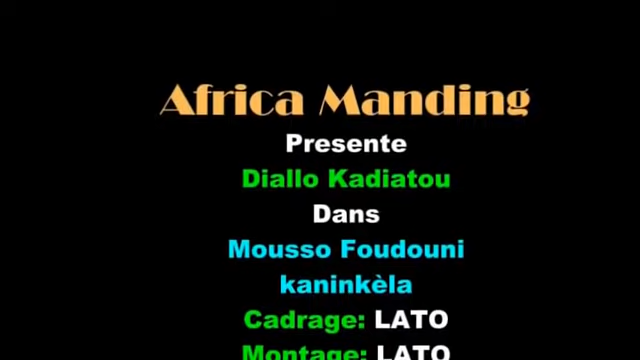 Africa Manding
Presente
Diallo Kadiatou
Dans
Mousso Foudouni
kaninkèla
Cadrage: LATO
Montage: LATO